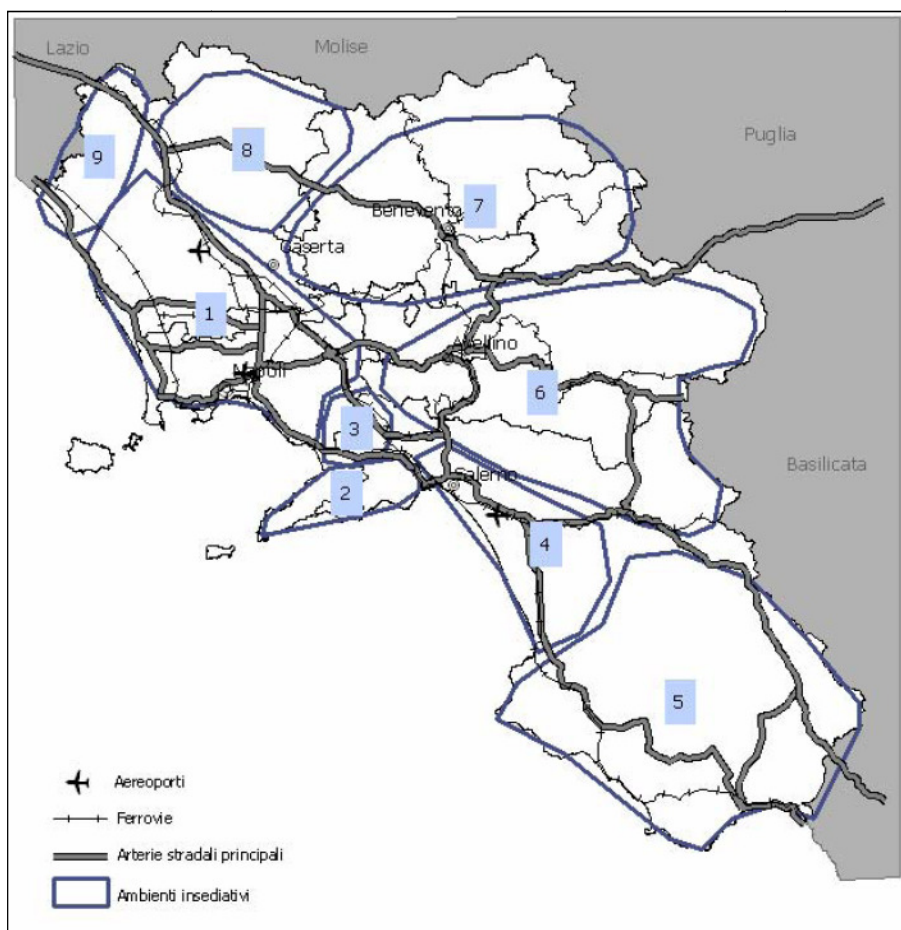 Lazio
Molise
Puglia
9
8
7
Benevento
Caserta
1
Avellino
Napoli
6
3
Basilicata
2
Salerno
4
5
Aereoporti
Ferrovie
Arterie stradali principali
Ambienti insediativi